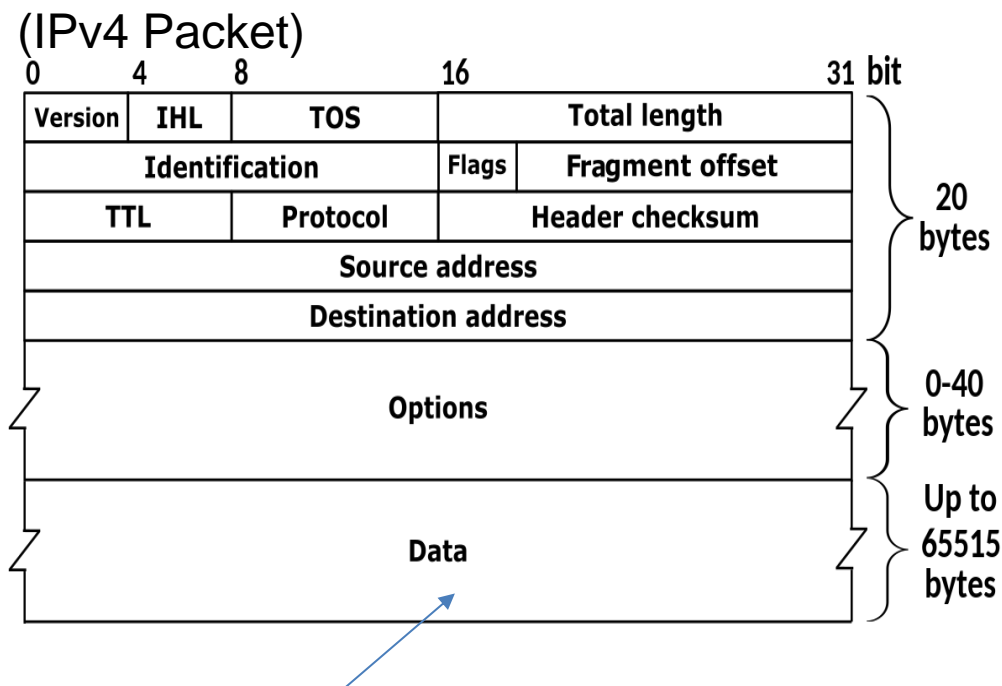 (IPv4 Packet)
0 4 8 16 31 bit
Version IHL TOS Total length
Identification Flags Fragment offset
TTL Protocol Header checksum
Source address
Destination address
20
bytes
Options
0-40
bytes
Data
Up to
65515
bytes